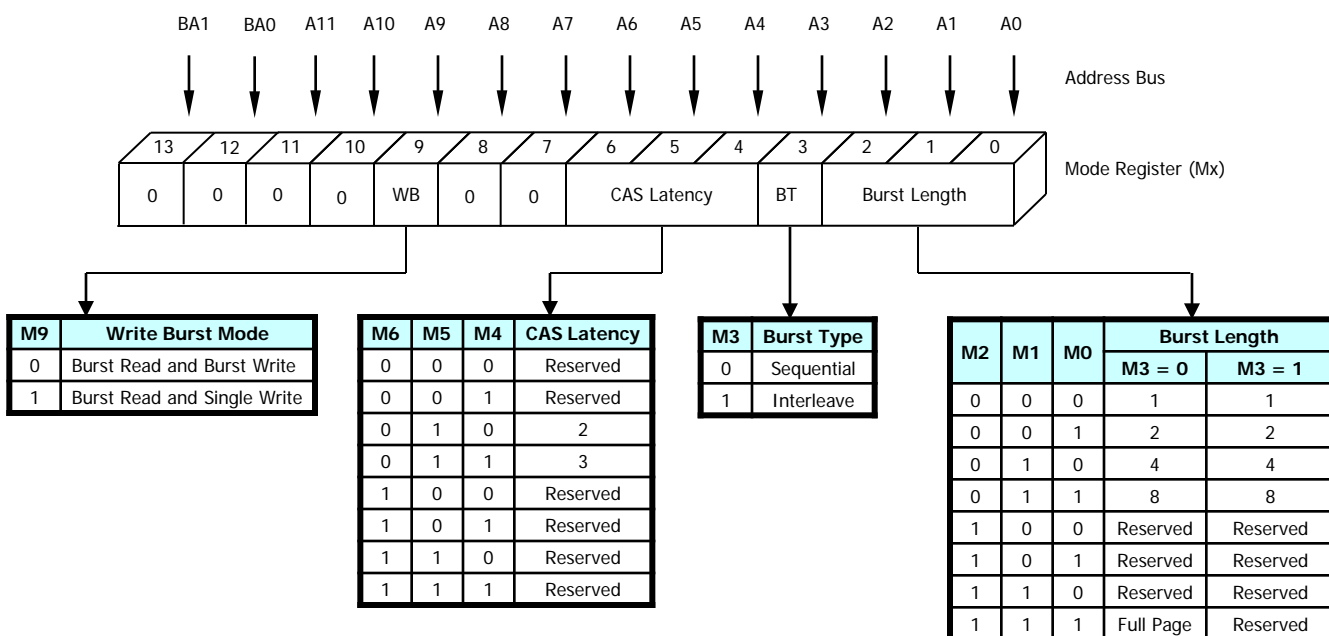 BA1 BA0 A11 A10 A9 A8 A7 A6 A5 A4 A3 A2 A1 A0
Address Bus
13 12 11 10 9 8 7 6 5 4 3 2 1 0
Mode Register (Mx)
0 0 0 0 WB 0 0 CAS Latency BT Burst Length
M9 Write Burst Mode
0 Burst Read and Burst Write
1 Burst Read and Single Write
M6 M5 M4 CAS Latency
0 0 0 Reserved
0 0 1 Reserved
0 1 0 2
0 1 1 3
1 0 0 Reserved
1 0 1 Reserved
1 1 0 Reserved
1 1 1 Reserved
M3 Burst Type
0 Sequential
1 Interleave
M2 M1 M0 Burst Length
M3 = 0 M3 = 1
0 0 0 1 1
0 0 1 2 2
0 1 0 4 4
0 1 1 8 8
1 0 0 Reserved Reserved
1 0 1 Reserved Reserved
1 1 0 Reserved Reserved
1 1 1 Full Page Reserved